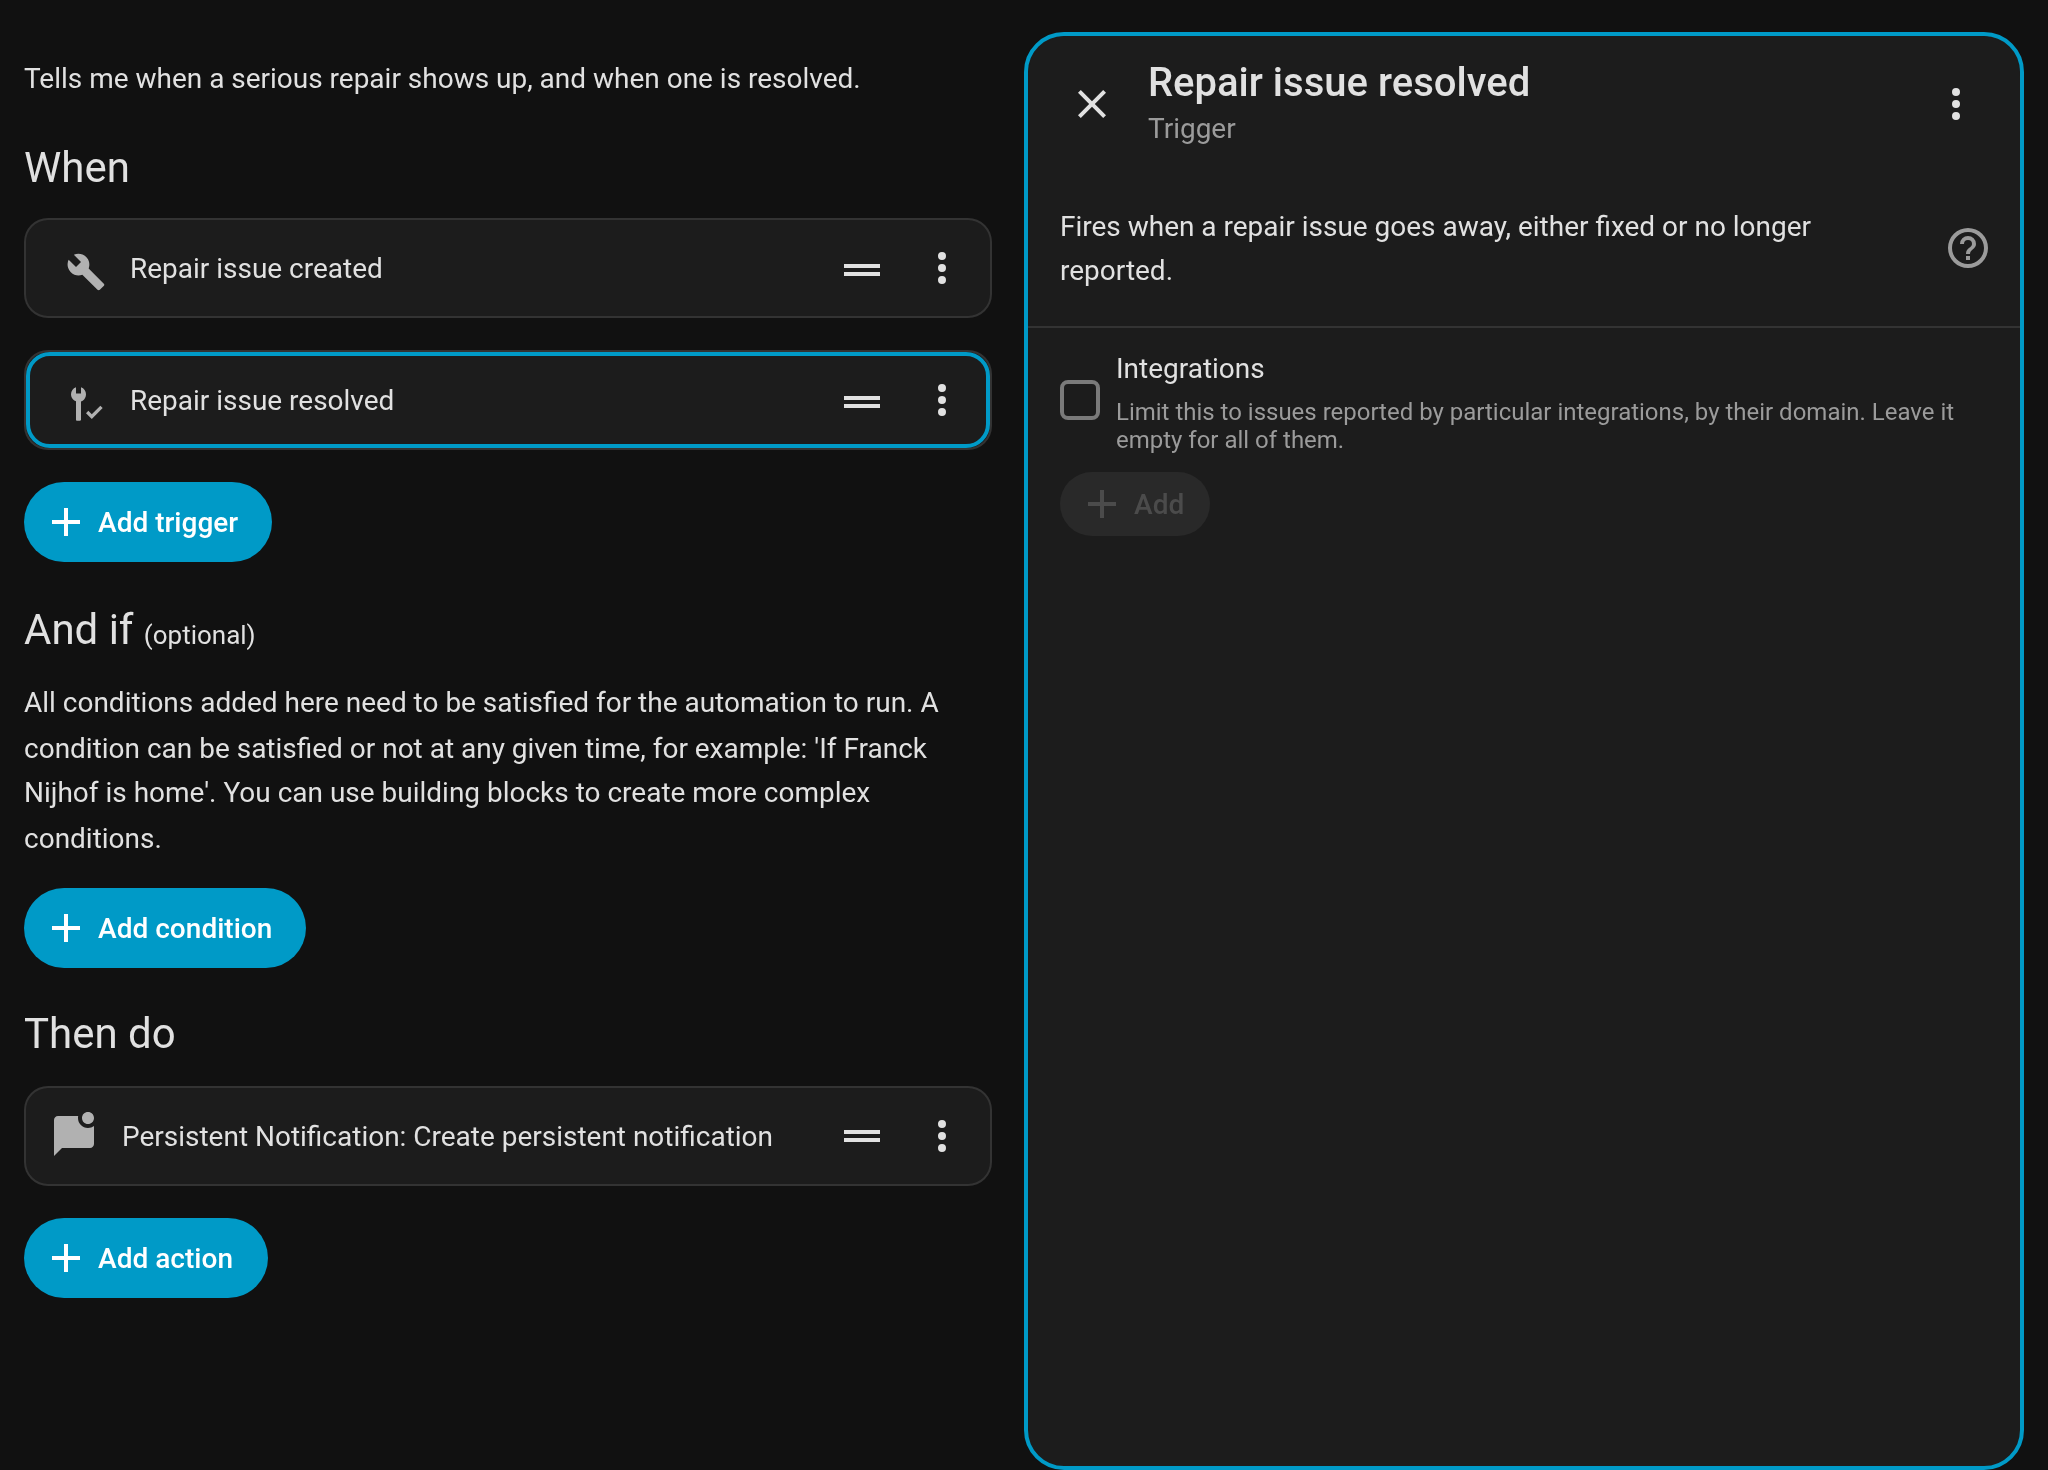 Tells me when a serious repair shows up, and when one is resolved.
When
Repair issue created
Repair issue resolved
Add trigger
And if (optional)
All conditions added here need to be satisfied for the automation to run. A
condition can be satisfied or not at any given time, for example: 'If Franck
Nijhof is home'. You can use building blocks to create more complex
conditions.
Add condition
Then do
Persistent Notification: Create persistent notification
Add action
Repair issue resolved
Trigger
Fires when a repair issue goes away, either fixed or no longer
reported.
Integrations
Limit this to issues reported by particular integrations, by their domain. Leave it
empty for all of them.
Add